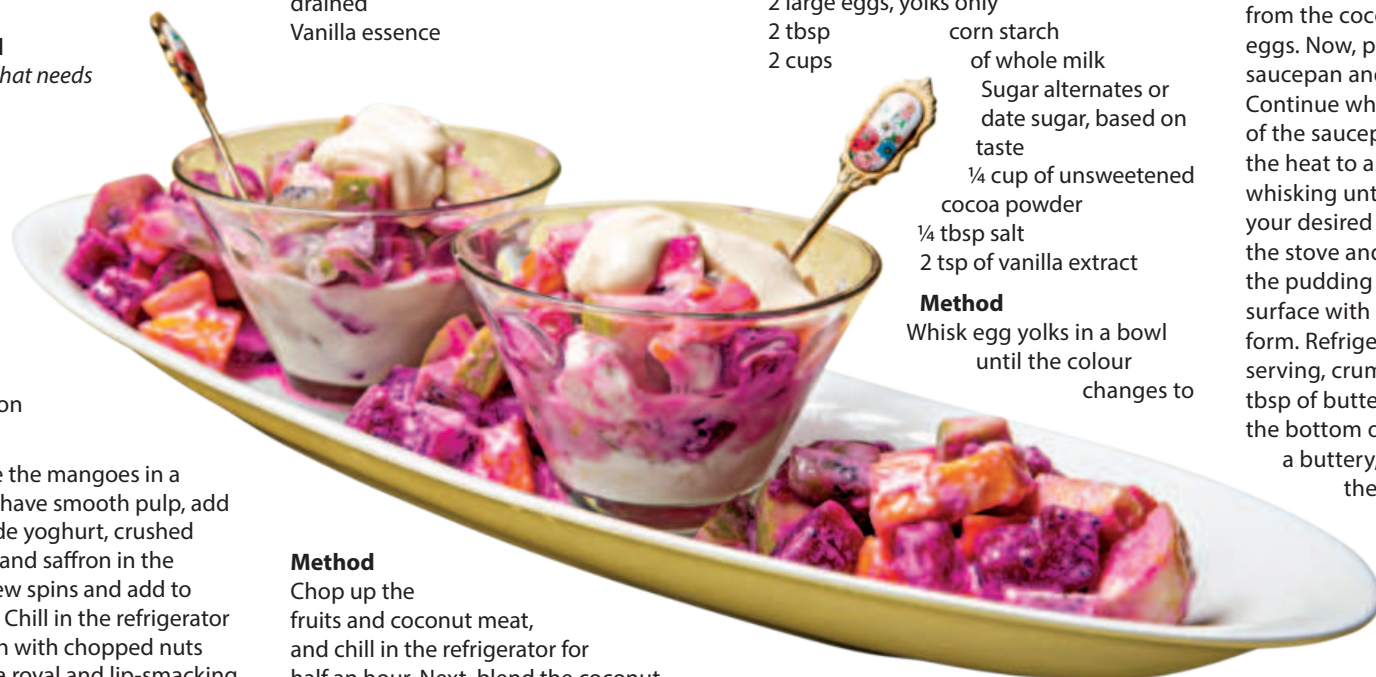 hat needs
on
e the mangoes in a
have smooth pulp, add
de yoghurt, crushed
and saffron in the
ew spins and add to
Chill in the refrigerator
n with chopped nuts
a royal and lip-smacking
drained
Vanilla essence
Method
Chop up the
fruits and coconut meat,
and chill in the refrigerator for
half an hour. Next, blend the coconut
2 large eggs, yolks only
2 tbsp corn starch
2 cups of whole milk
Sugar alternates or
date sugar, based on
taste
¼ cup of unsweetened
cocoa powder
¼ tbsp salt
2 tsp of vanilla extract
Method
Whisk egg yolks in a bowl
until the colour
changes to
from the coc
eggs. Now, p
saucepan an
Continue wh
of the saucep
the heat to a
whisking unt
your desired
the stove and
the pudding
surface with
form. Refrige
serving, crum
tbsp of butte
the bottom o
a buttery,
the